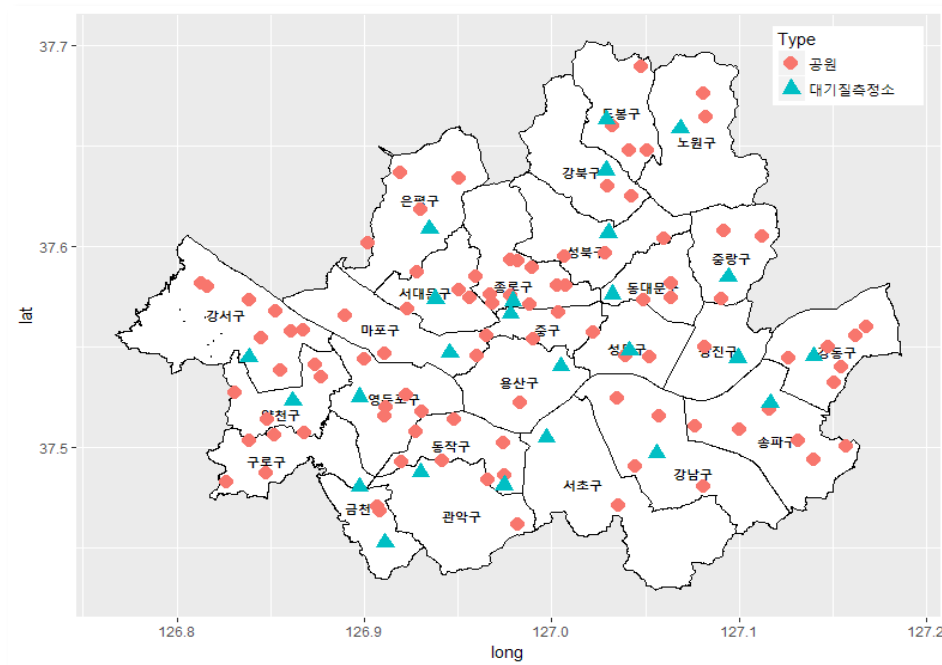 37.7
Type
공원
대기질측정소
도봉구
노원구
강북구
은평구
37.6
성북구
중랑구
서대문구
종로구
동대문구
강서구
마포구
중구
성동구
광진구
강동구
lat
용산구
양천구
영등포구
37.5
동작구
송파구
구로구
강남구
서초구
금천
관악구
126.8
126.9
127.0
127.1
127.2
long